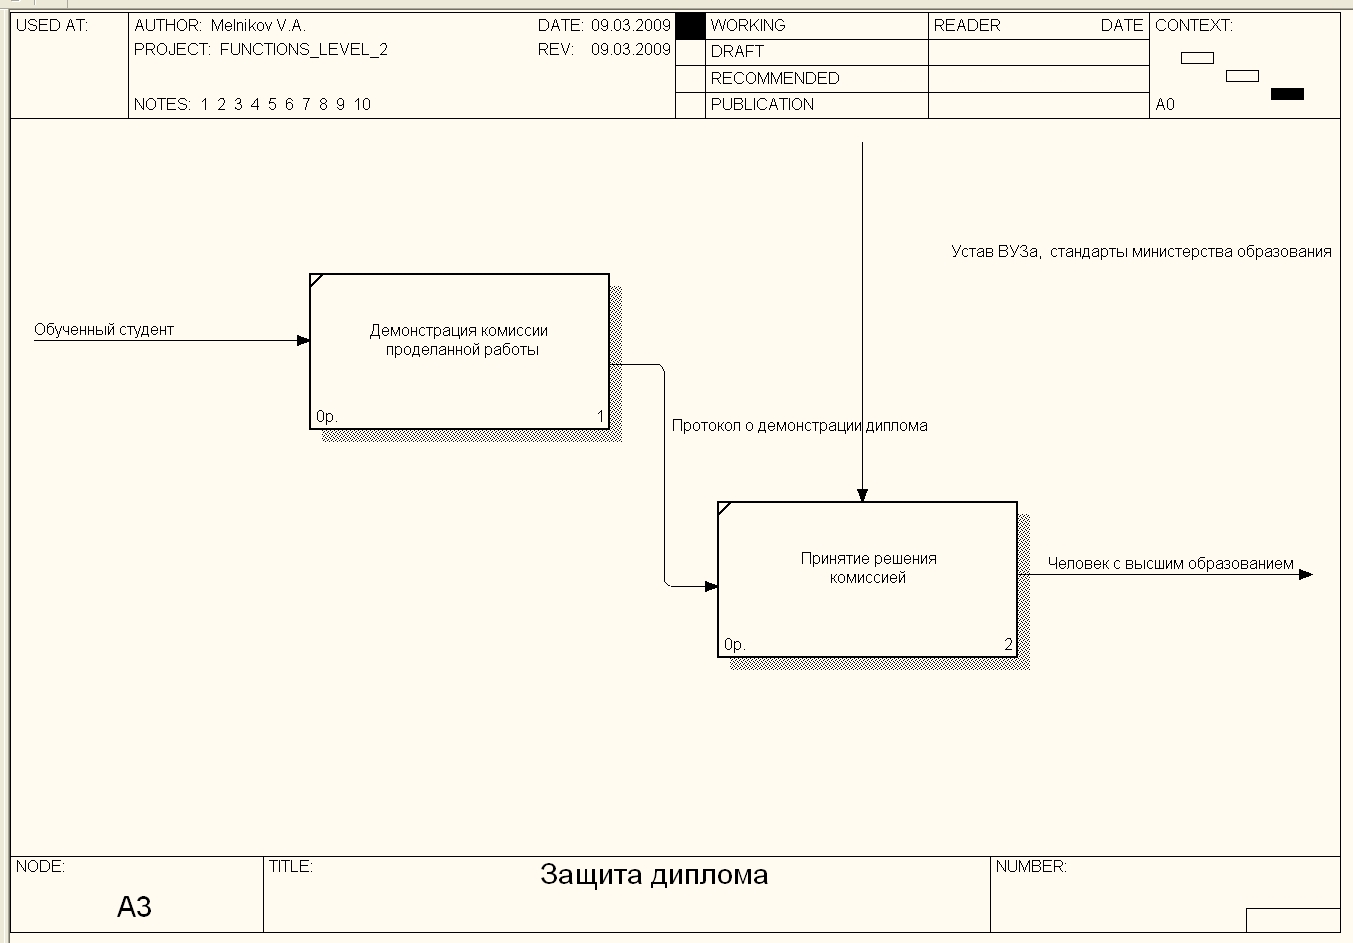 USED AT:
AUTHOR: Melnikov V.A.
DATE: 09.03.2009
PROJECT: FUNCTIONS_LEVEL_2
REV: 09.03.2009
NOTES: 1 2 3 4 5 6 7 8 9 10
WORKING
DRAFT
RECOMMENDED
PUBLICATION
READER
DATE
CONTEXT:
A0
Устав ВУЗа, стандарты министерства образования
Обученный студент
Демонстрация комиссии
проделанной работы
0р.
1
Протокол о демонстрации диплома
Принятие решения
комиссией
0р.
2
Человек с высшим образованием
NODE:
A3
TITLE:
Защита диплома
NUMBER: